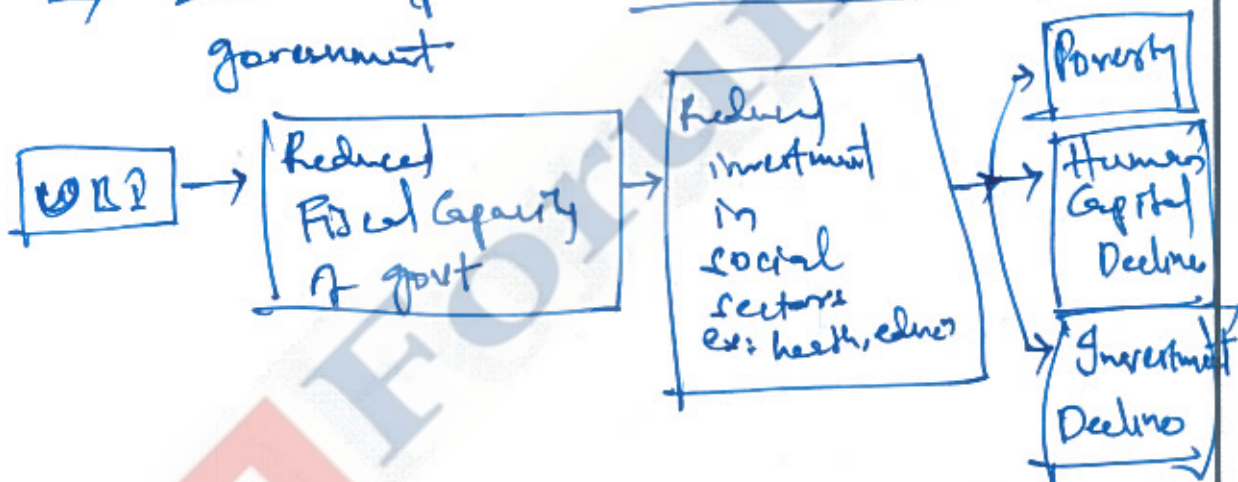 government
Reduced
Fiscal Capacity
of govt
Reduced
investment
in
social
sectors
ex: health,
Poverty
Human
Capital
Decline
Investment
Decline
Forum